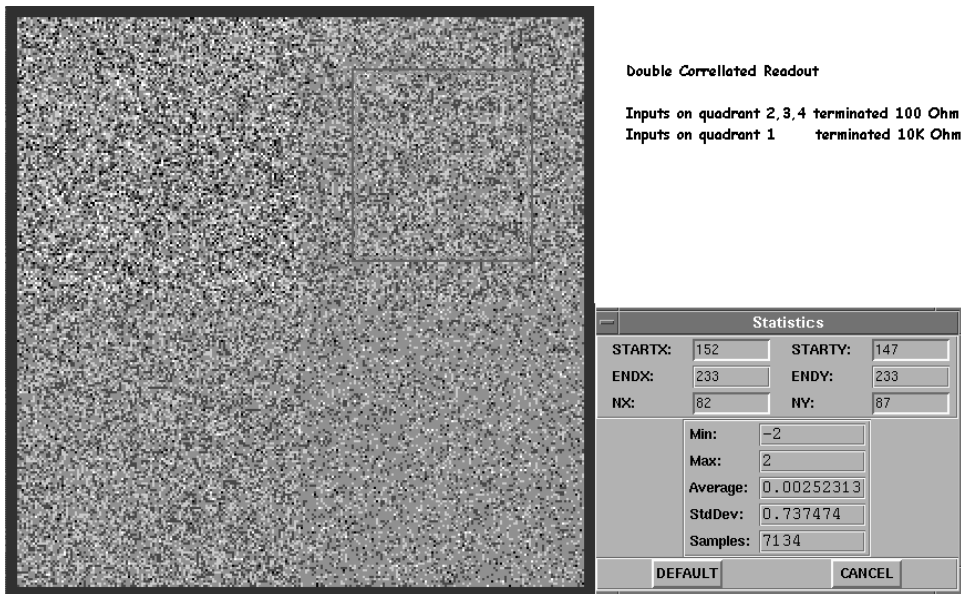 Double Correllated Readout
Inputs on quadrant 2,3,4 terminated 100 Ohm
Inputs on quadrant 1 terminated 10K Ohm
Statistics
STARTX: 152 STARTY: 147
ENDX: 233 ENDY: 233
NX: 82 NY: 87
Min: -2
Max: 2
Average: 0.00252313
StdDev: 0.737474
Samples: 7134
DEFAULT CANCEL